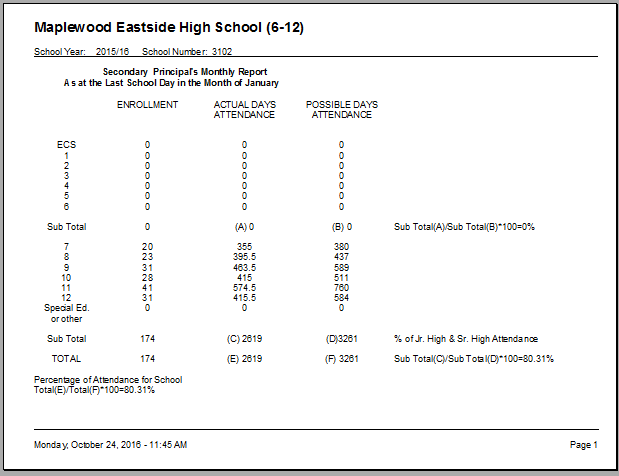 Maplewood Eastside High School (6-12)
School Year: 2015/16 School Number: 3102
Secondary Principal's Monthly Report
As at the Last School Day in the Month of January
ENROLLMENT ACTUAL DAYS POSSIBLE DAYS
ATTENDANCE ATTENDANCE
ECS 0 0 0
1 0 0 0
2 0 0 0
3 0 0 0
4 0 0 0
5 0 0 0
6 0 0 0
Sub Total 0 (A) 0 (B) 0 Sub Total(A)/Sub Total(B)*100=0%
7 20 355 380
8 23 395.5 437
9 31 463.5 589
10 28 415 511
11 41 574.5 760
12 31 415.5 584
Special Ed. 0 0 0
or other
Sub Total 174 (C) 2619 (D)3261 % of Jr. High & Sr. High Attendance
TOTAL 174 (E) 2619 (F) 3261 Sub Total(C)/Sub Total(D)*100=80.31%
Percentage of Attendance for School
Total(E)/Total(F)*100=80.31%
Monday, October 24, 2016 - 11:45 AM Page 1